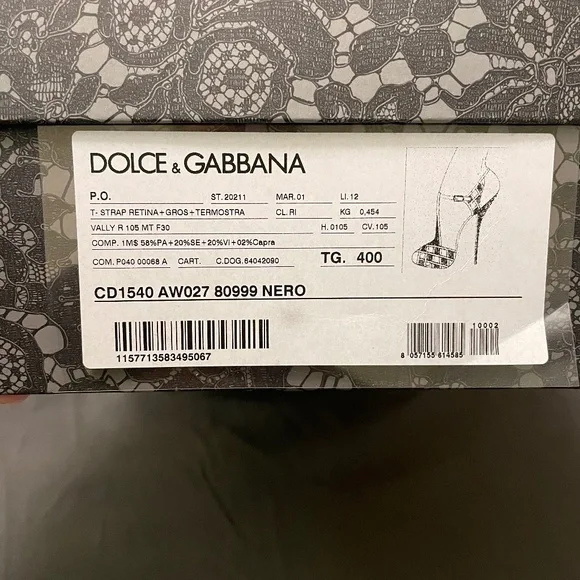 DOLCE & GABBANA
P.O. ST. 20211 MAR. 01 LI. 12
T- STRAP RETINA+GROS+TERMOSTRA CL. RI KG 0,454
VALLY R 105 MT F30 H. 0105 CV. 105
COMP. 1M$ 58%PA+20%SE+20%VI+02%Capra
COM. P040 00068 A CART. C.DOG.64042090 TG. 400
CD1540 AW027 80999 NERO
10002
1157713583495067
8 057155 614585